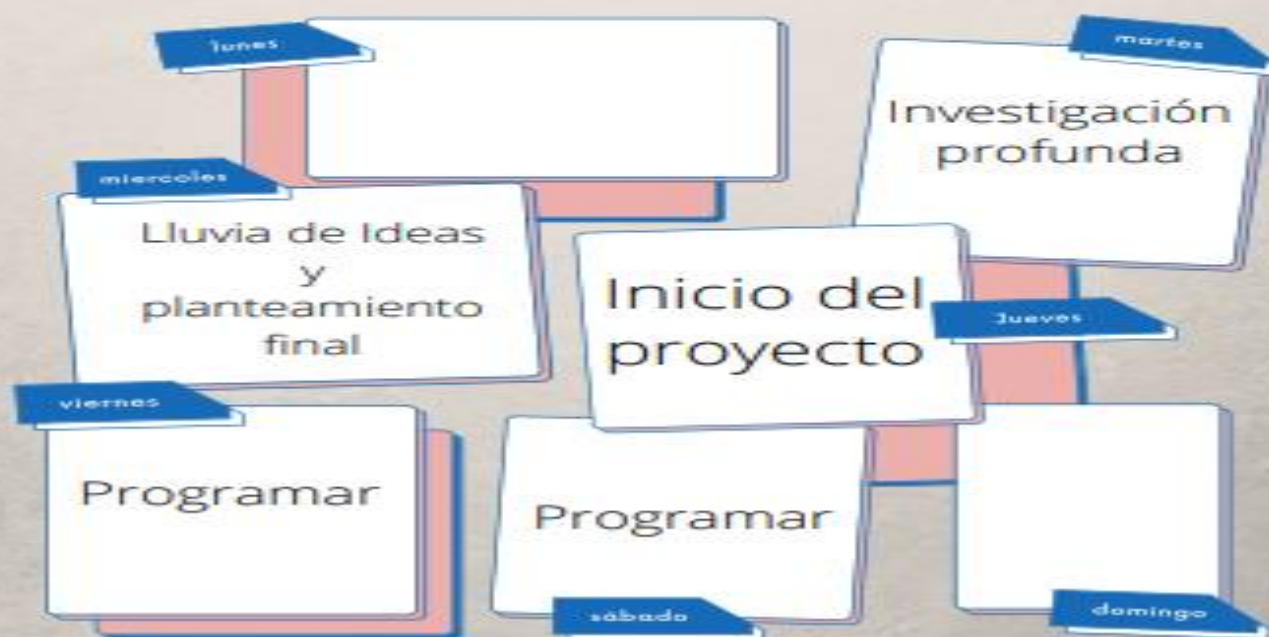 lunes
martes
Investigación
profunda
miercoles
Lluvia de Ideas
y
planteamiento
final
Jueves
Inicio del
proyecto
viernes
Programar
sábado
Programar
domingo